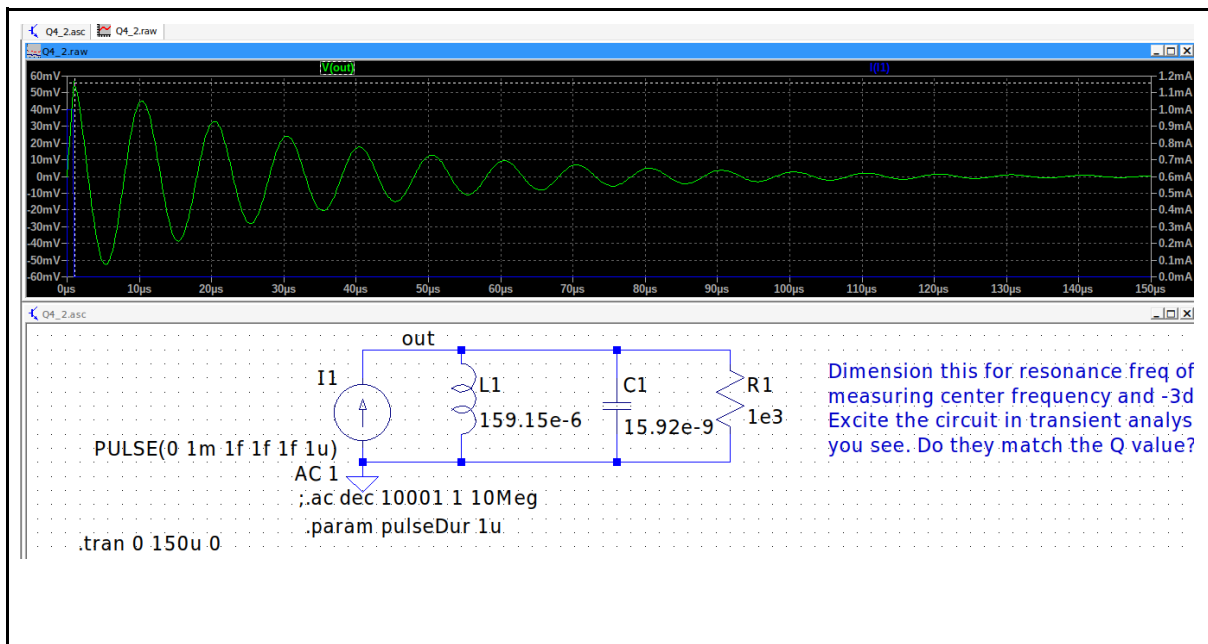 Q4_2.asc Q4_2.raw
Q4_2.raw
V(out) I(I1)
60mV 1.2mA
50mV 1.1mA
40mV 1.0mA
30mV 0.9mA
20mV 0.8mA
10mV 0.7mA
0mV 0.6mA
-10mV 0.5mA
-20mV 0.4mA
-30mV 0.3mA
-40mV 0.2mA
-50mV 0.1mA
-60mV 0.0mA
0µs 10µs 20µs 30µs 40µs 50µs 60µs 70µs 80µs 90µs 100µs 110µs 120µs 130µs 140µs 150µs
Q4_2.asc
out
I1 L1 C1 R1
159.15e-6 15.92e-9 1e3
PULSE(0 1m 1f 1f 1f 1u)
AC 1
;.ac dec 10001 1 10Meg
.param pulseDur 1u
.tran 0 150u 0
Dimension this for resonance freq of
measuring center frequency and -3d
Excite the circuit in transient analys
you see. Do they match the Q value?